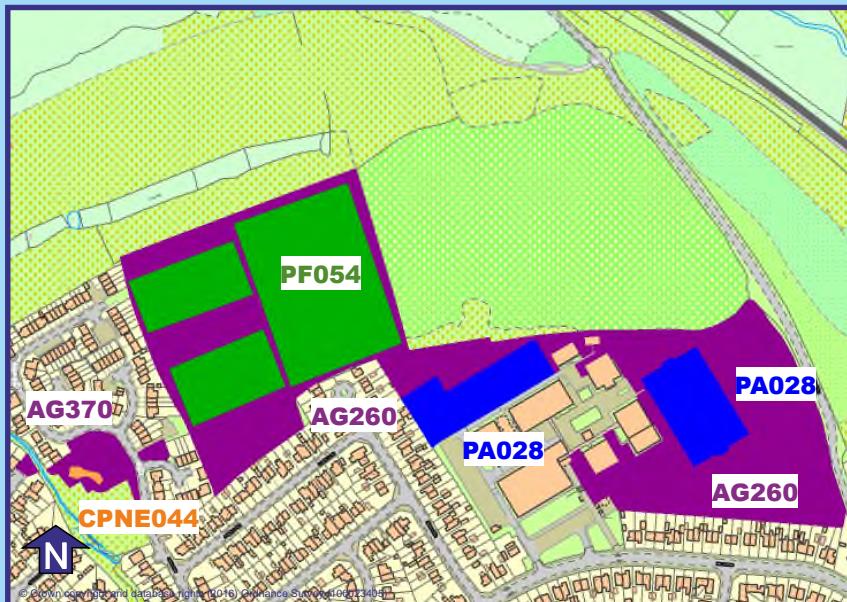 PF054
AG370
AG260
PA028
PA028
AG260
CPNE044
N
© Crown copyright and database rights (2016) Ordnance Survey (100023405)